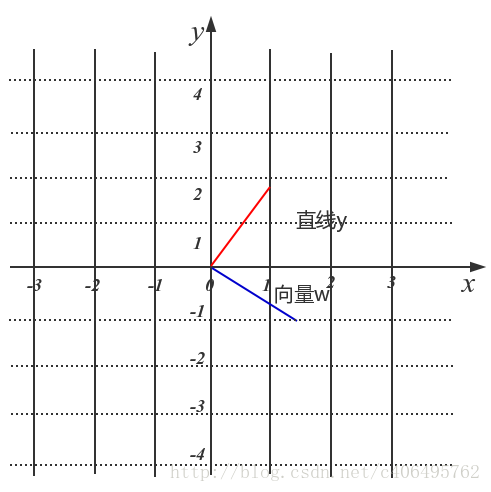 y
4
3
2
1
直线y
-3 -2 -1 0 1 2 3 x
向量w
-1
-2
-3
-4
http://blog.csdn.net/c406495762